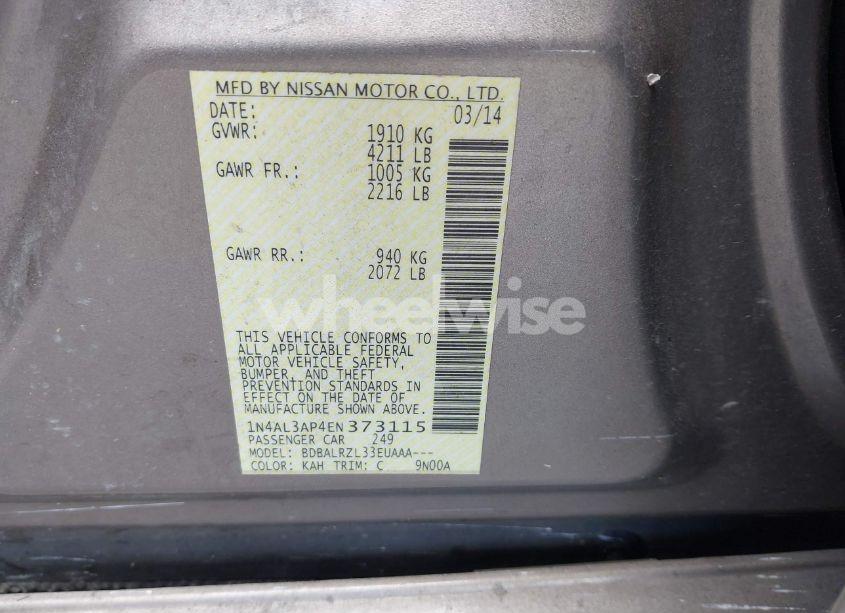 MFD BY NISSAN MOTOR CO., LTD.
DATE: 03/14
GVWR: 1910 KG
4211 LB
GAWR FR.: 1005 KG
2216 LB
GAWR RR.: 940 KG
2072 LB
wheelwise
THIS VEHICLE CONFORMS TO
ALL APPLICABLE FEDERAL
MOTOR VEHICLE SAFETY,
BUMPER, AND THEFT
PREVENTION STANDARDS IN
EFFECT ON THE DATE OF
MANUFACTURE SHOWN ABOVE.
1N4AL3AP4EN373115
PASSENGER CAR 249
MODEL: BDBALRZL33EUAAA---
COLOR: KAH TRIM: C 9N00A